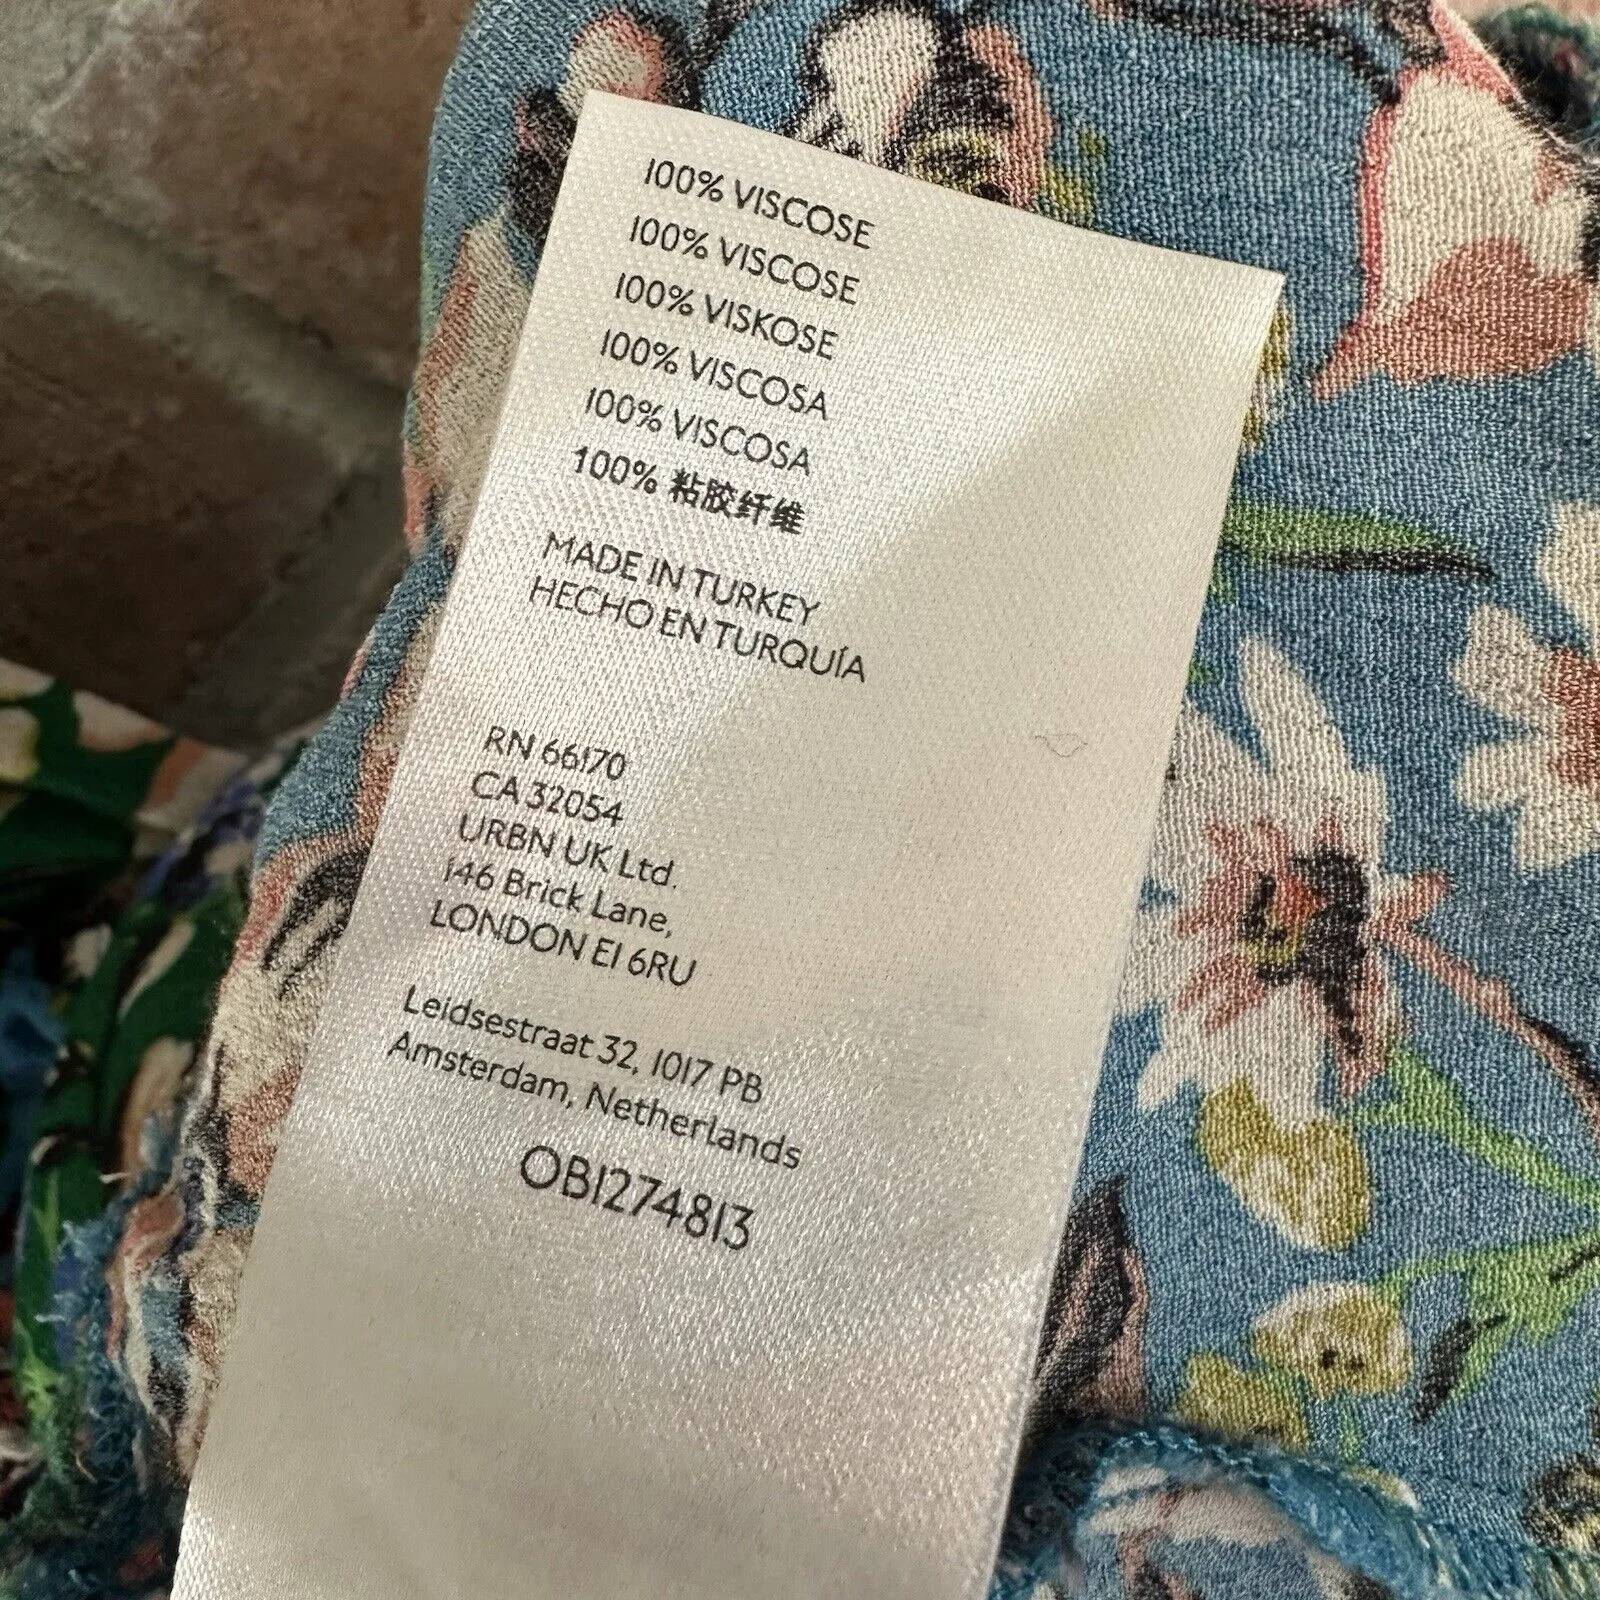 100% VISCOSE
100% VISCOSE
100% VISKOSE
100% VISCOSA
100% VISCOSA
100% 粘胶纤维
MADE IN TURKEY
HECHO EN TURQUÍA
RN 66170
CA 32054
URBN UK Ltd.
146 Brick Lane,
LONDON E1 6RU
Leidsestraat 32, 1017 PB
Amsterdam, Netherlands
OB1274813